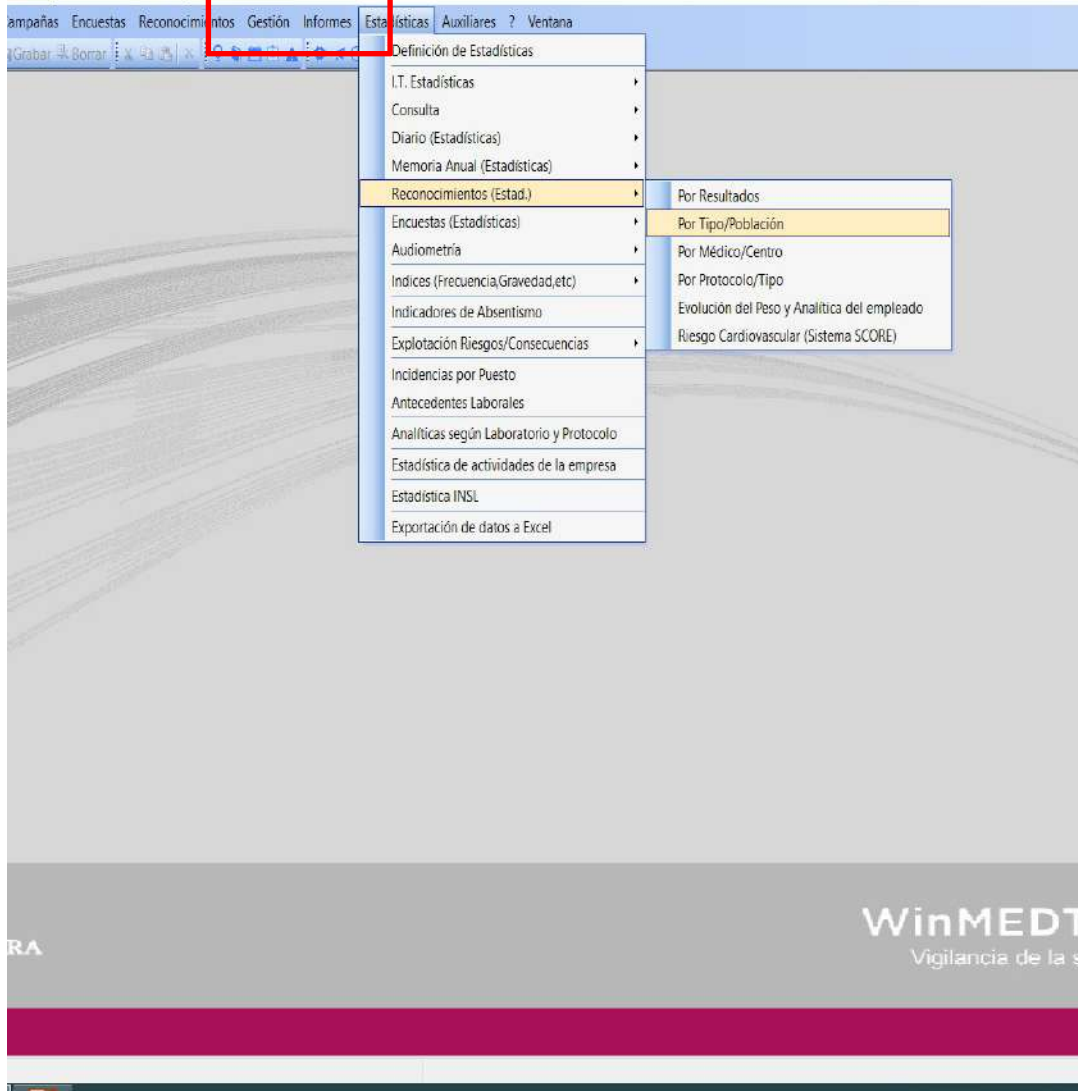 ampañas Encuestas Reconocimientos Gestión Informes Estadísticas Auxiliares ? Ventana
Grabar Borrar
Definición de Estadísticas
I.T. Estadísticas
Consulta
Diario (Estadísticas)
Memoria Anual (Estadísticas)
Reconocimientos (Estad.)
Por Resultados
Por Tipo/Población
Por Médico/Centro
Por Protocolo/Tipo
Evolución del Peso y Analítica del empleado
Riesgo Cardiovascular (Sistema SCORE)
Encuestas (Estadísticas)
Audiometría
Indices (Frecuencia,Gravedad,etc)
Indicadores de Absentismo
Explotación Riesgos/Consecuencias
Incidencias por Puesto
Antecedentes Laborales
Analíticas según Laboratorio y Protocolo
Estadística de actividades de la empresa
Estadística INSL
Exportación de datos a Excel
WinMEDT
RA
Vigilancia de la s